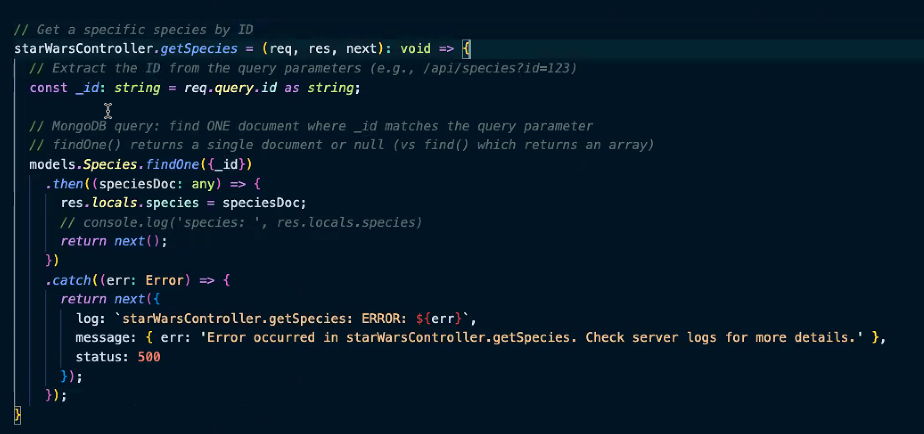 // Get a specific species by ID
starWarsController.getSpecies = (req, res, next): void => {
// Extract the ID from the query parameters (e.g., /api/species?id=123)
const _id: string = req.query.id as string;
// MongoDB query: find ONE document where _id matches the query parameter
// findOne() returns a single document or null (vs find() which returns an array)
models.Species.findOne({_id})
.then((speciesDoc: any) => {
res.locals.species = speciesDoc;
// console.log('species: ', res.locals.species)
return next();
})
.catch((err: Error) => {
return next({
log: `starWarsController.getSpecies: ERROR: ${err}`,
message: { err: 'Error occurred in starWarsController.getSpecies. Check server logs for more details.' },
status: 500
});
});
}